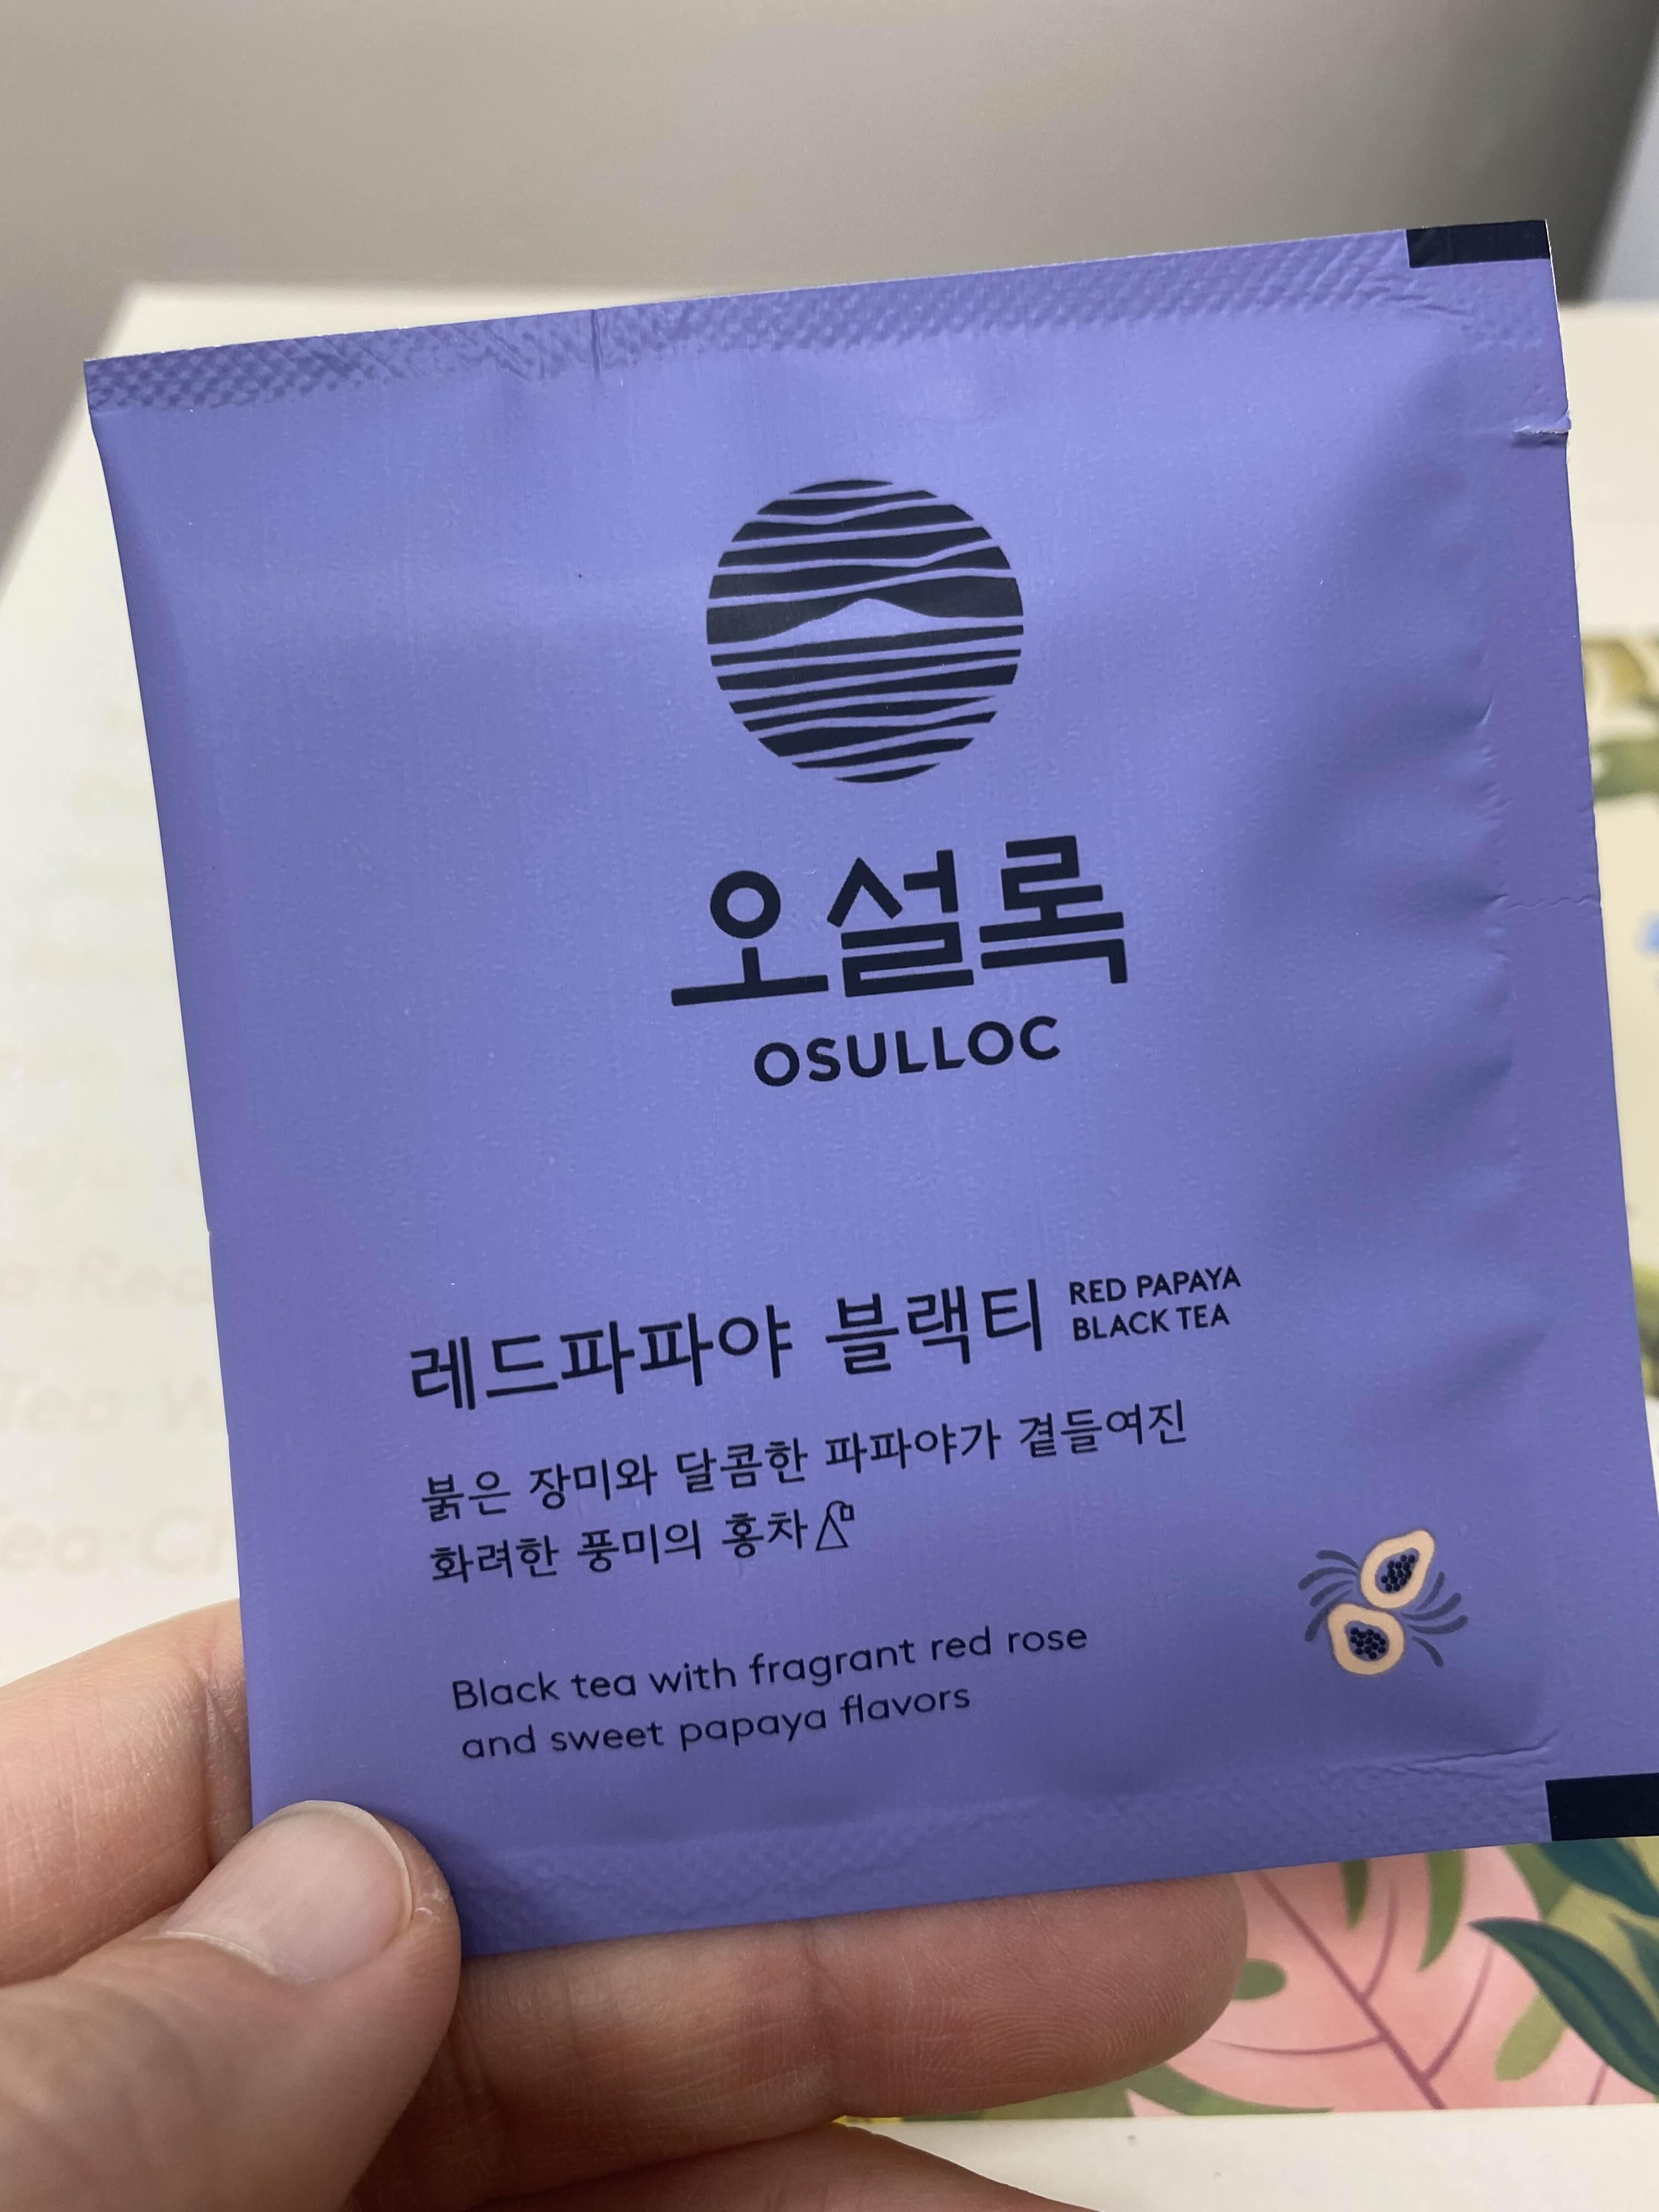 오설록
OSULLOC
레드파파야 블랙티
RED PAPAYA
BLACK TEA
붉은 장미와 달콤한 파파야가 곁들여진
화려한 풍미의 홍차
Black tea with fragrant red rose
and sweet papaya flavors